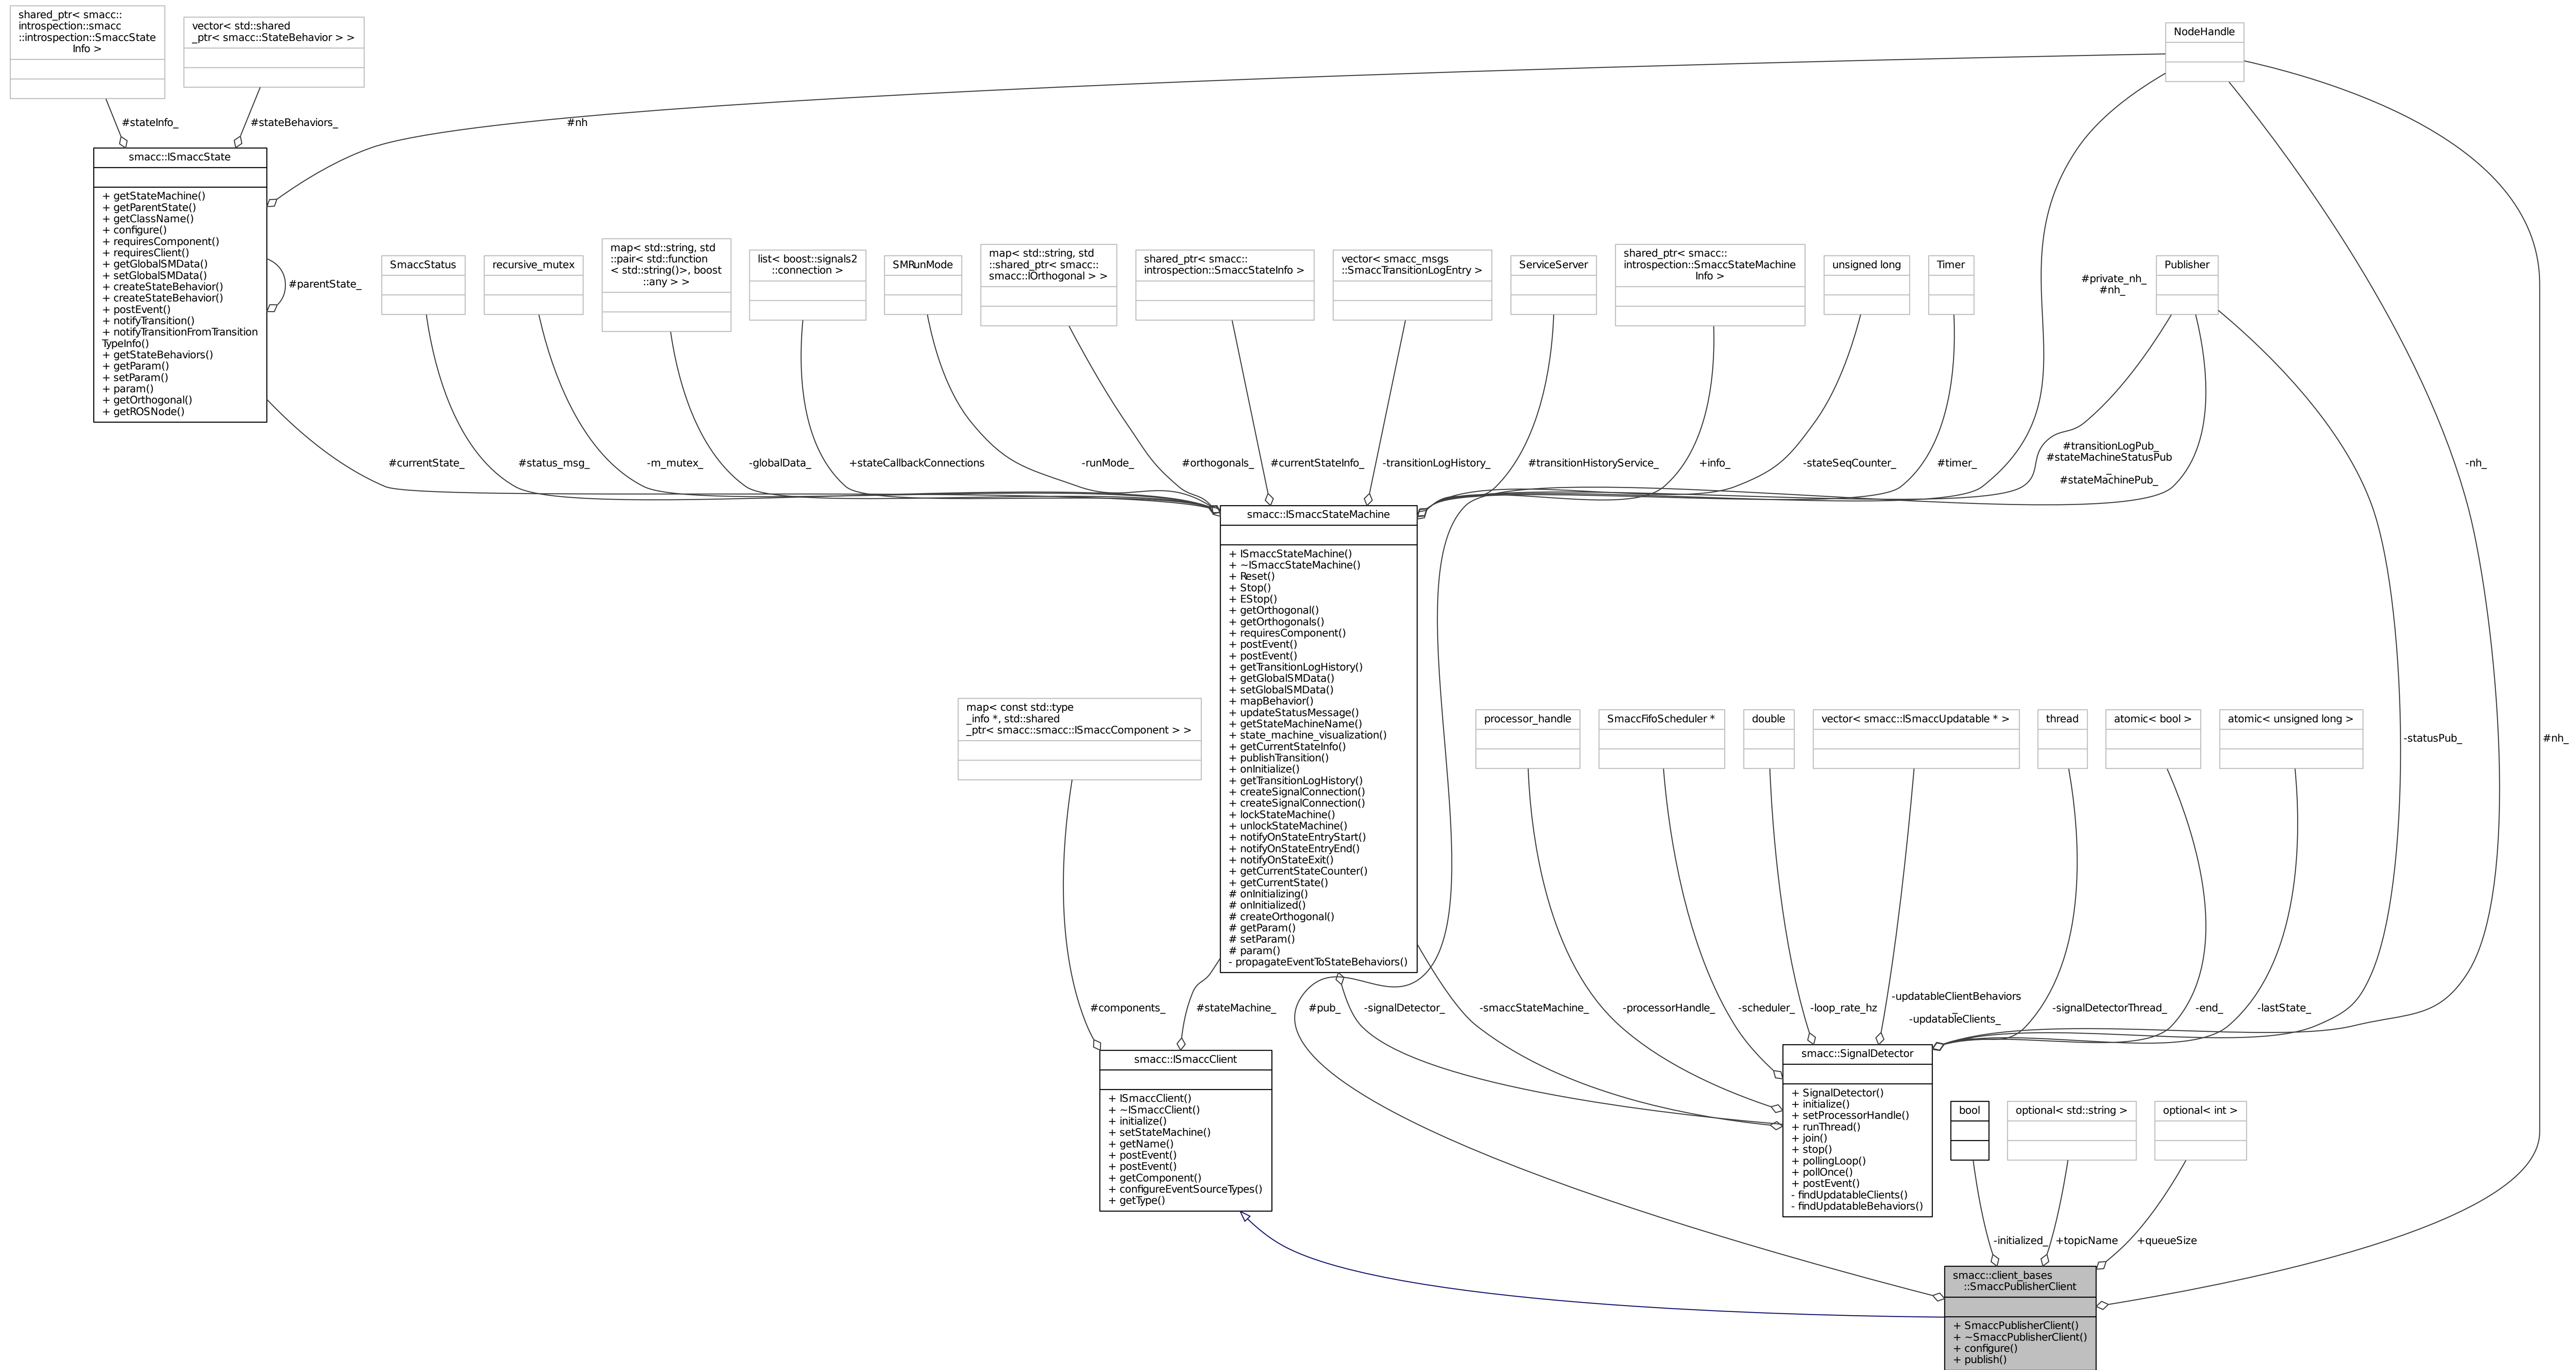 shared_ptr< smacc::
introspection::smacc
::introspection::SmaccState
Info >
vector< std::shared
_ptr< smacc::StateBehavior > >
NodeHandle
#stateInfo_
#stateBehaviors_
#nh
smacc::ISmaccState
+ getStateMachine()
+ getParentState()
+ getClassName()
+ configure()
+ requiresComponent()
+ requiresClient()
+ getGlobalSMData()
+ setGlobalSMData()
+ createStateBehavior()
+ createStateBehavior()
+ postEvent()
+ notifyTransition()
+ notifyTransitionFromTransition
TypeInfo()
+ getStateBehaviors()
+ getParam()
+ setParam()
+ param()
+ getOrthogonal()
+ getROSNode()
#parentState_
SmaccStatus
recursive_mutex
map< std::string, std
::pair< std::function
< std::string()>, boost
::any > >
list< boost::signals2
::connection >
SMRunMode
map< std::string, std
::shared_ptr< smacc::
smacc::IOrthogonal > >
shared_ptr< smacc::
introspection::SmaccStateInfo >
vector< smacc_msgs
::SmaccTransitionLogEntry >
ServiceServer
shared_ptr< smacc::
introspection::SmaccStateMachine
Info >
unsigned long
Timer
#private_nh_
#nh_
Publisher
#currentState_
#status_msg_
-m_mutex_
-globalData_
+stateCallbackConnections
-runMode_
#orthogonals_
#currentStateInfo_
-transitionLogHistory_
#transitionHistoryService_
+info_
-stateSeqCounter_
#timer_
#transitionLogPub_
#stateMachineStatusPub
_
#stateMachinePub_
-nh_
smacc::ISmaccStateMachine
+ ISmaccStateMachine()
+ ~ISmaccStateMachine()
+ Reset()
+ Stop()
+ EStop()
+ getOrthogonal()
+ getOrthogonals()
+ requiresComponent()
+ postEvent()
+ postEvent()
+ getTransitionLogHistory()
+ getGlobalSMData()
+ setGlobalSMData()
+ mapBehavior()
+ updateStatusMessage()
+ getStateMachineName()
+ state_machine_visualization()
+ getCurrentStateInfo()
+ publishTransition()
+ onInitialize()
+ getTransitionLogHistory()
+ createSignalConnection()
+ createSignalConnection()
+ lockStateMachine()
+ unlockStateMachine()
+ notifyOnStateEntryStart()
+ notifyOnStateEntryEnd()
+ notifyOnStateExit()
+ getCurrentStateCounter()
+ getCurrentState()
# onInitializing()
# onInitialized()
# createOrthogonal()
# getParam()
# setParam()
# param()
- propagateEventToStateBehaviors()
map< const std::type
_info *, std::shared
_ptr< smacc::smacc::ISmaccComponent > >
processor_handle
SmaccFifoScheduler *
double
vector< smacc::ISmaccUpdatable * >
thread
atomic< bool >
atomic< unsigned long >
-statusPub_
#nh_
#components_
#stateMachine_
#pub_
-signalDetector_
-smaccStateMachine_
-processorHandle_
-scheduler_
-loop_rate_hz
-updatableClientBehaviors
_
-updatableClients_
-signalDetectorThread_
-end_
-lastState_
smacc::ISmaccClient
+ ISmaccClient()
+ ~ISmaccClient()
+ initialize()
+ setStateMachine()
+ getName()
+ postEvent()
+ postEvent()
+ getComponent()
+ configureEventSourceTypes()
+ getType()
smacc::SignalDetector
+ SignalDetector()
+ initialize()
+ setProcessorHandle()
+ runThread()
+ join()
+ stop()
+ pollingLoop()
+ pollOnce()
+ postEvent()
- findUpdatableClients()
- findUpdatableBehaviors()
bool
optional< std::string >
optional< int >
-initialized_
+topicName
+queueSize
smacc::client_bases
::SmaccPublisherClient
+ SmaccPublisherClient()
+ ~SmaccPublisherClient()
+ configure()
+ publish()